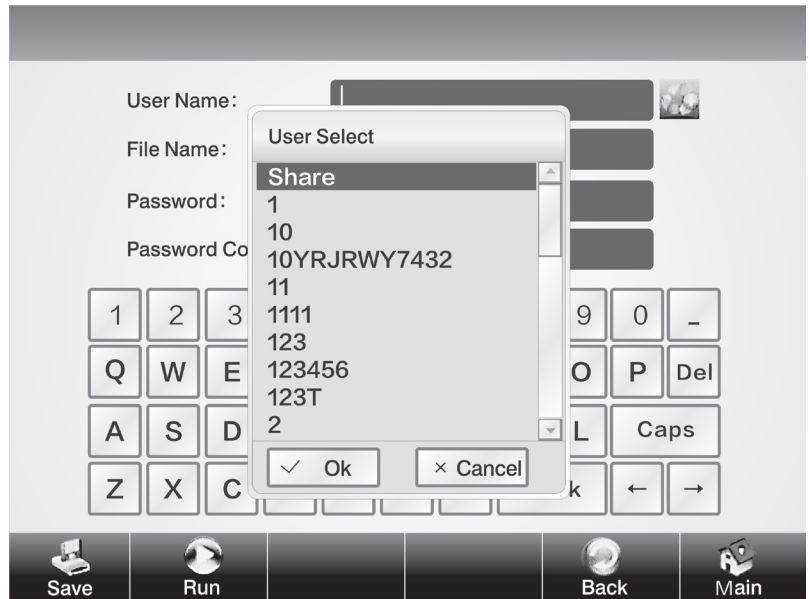 User Name:
File Name:
Password:
Password Co
User Select
Share
1
10
10YRJRWY7432
11
1111
123
123456
123T
2
✓ Ok
× Cancel
1 2 3 9 0 _
Q W E O P Del
A S D L Caps
Z X C k ← →
Save Run Back Main